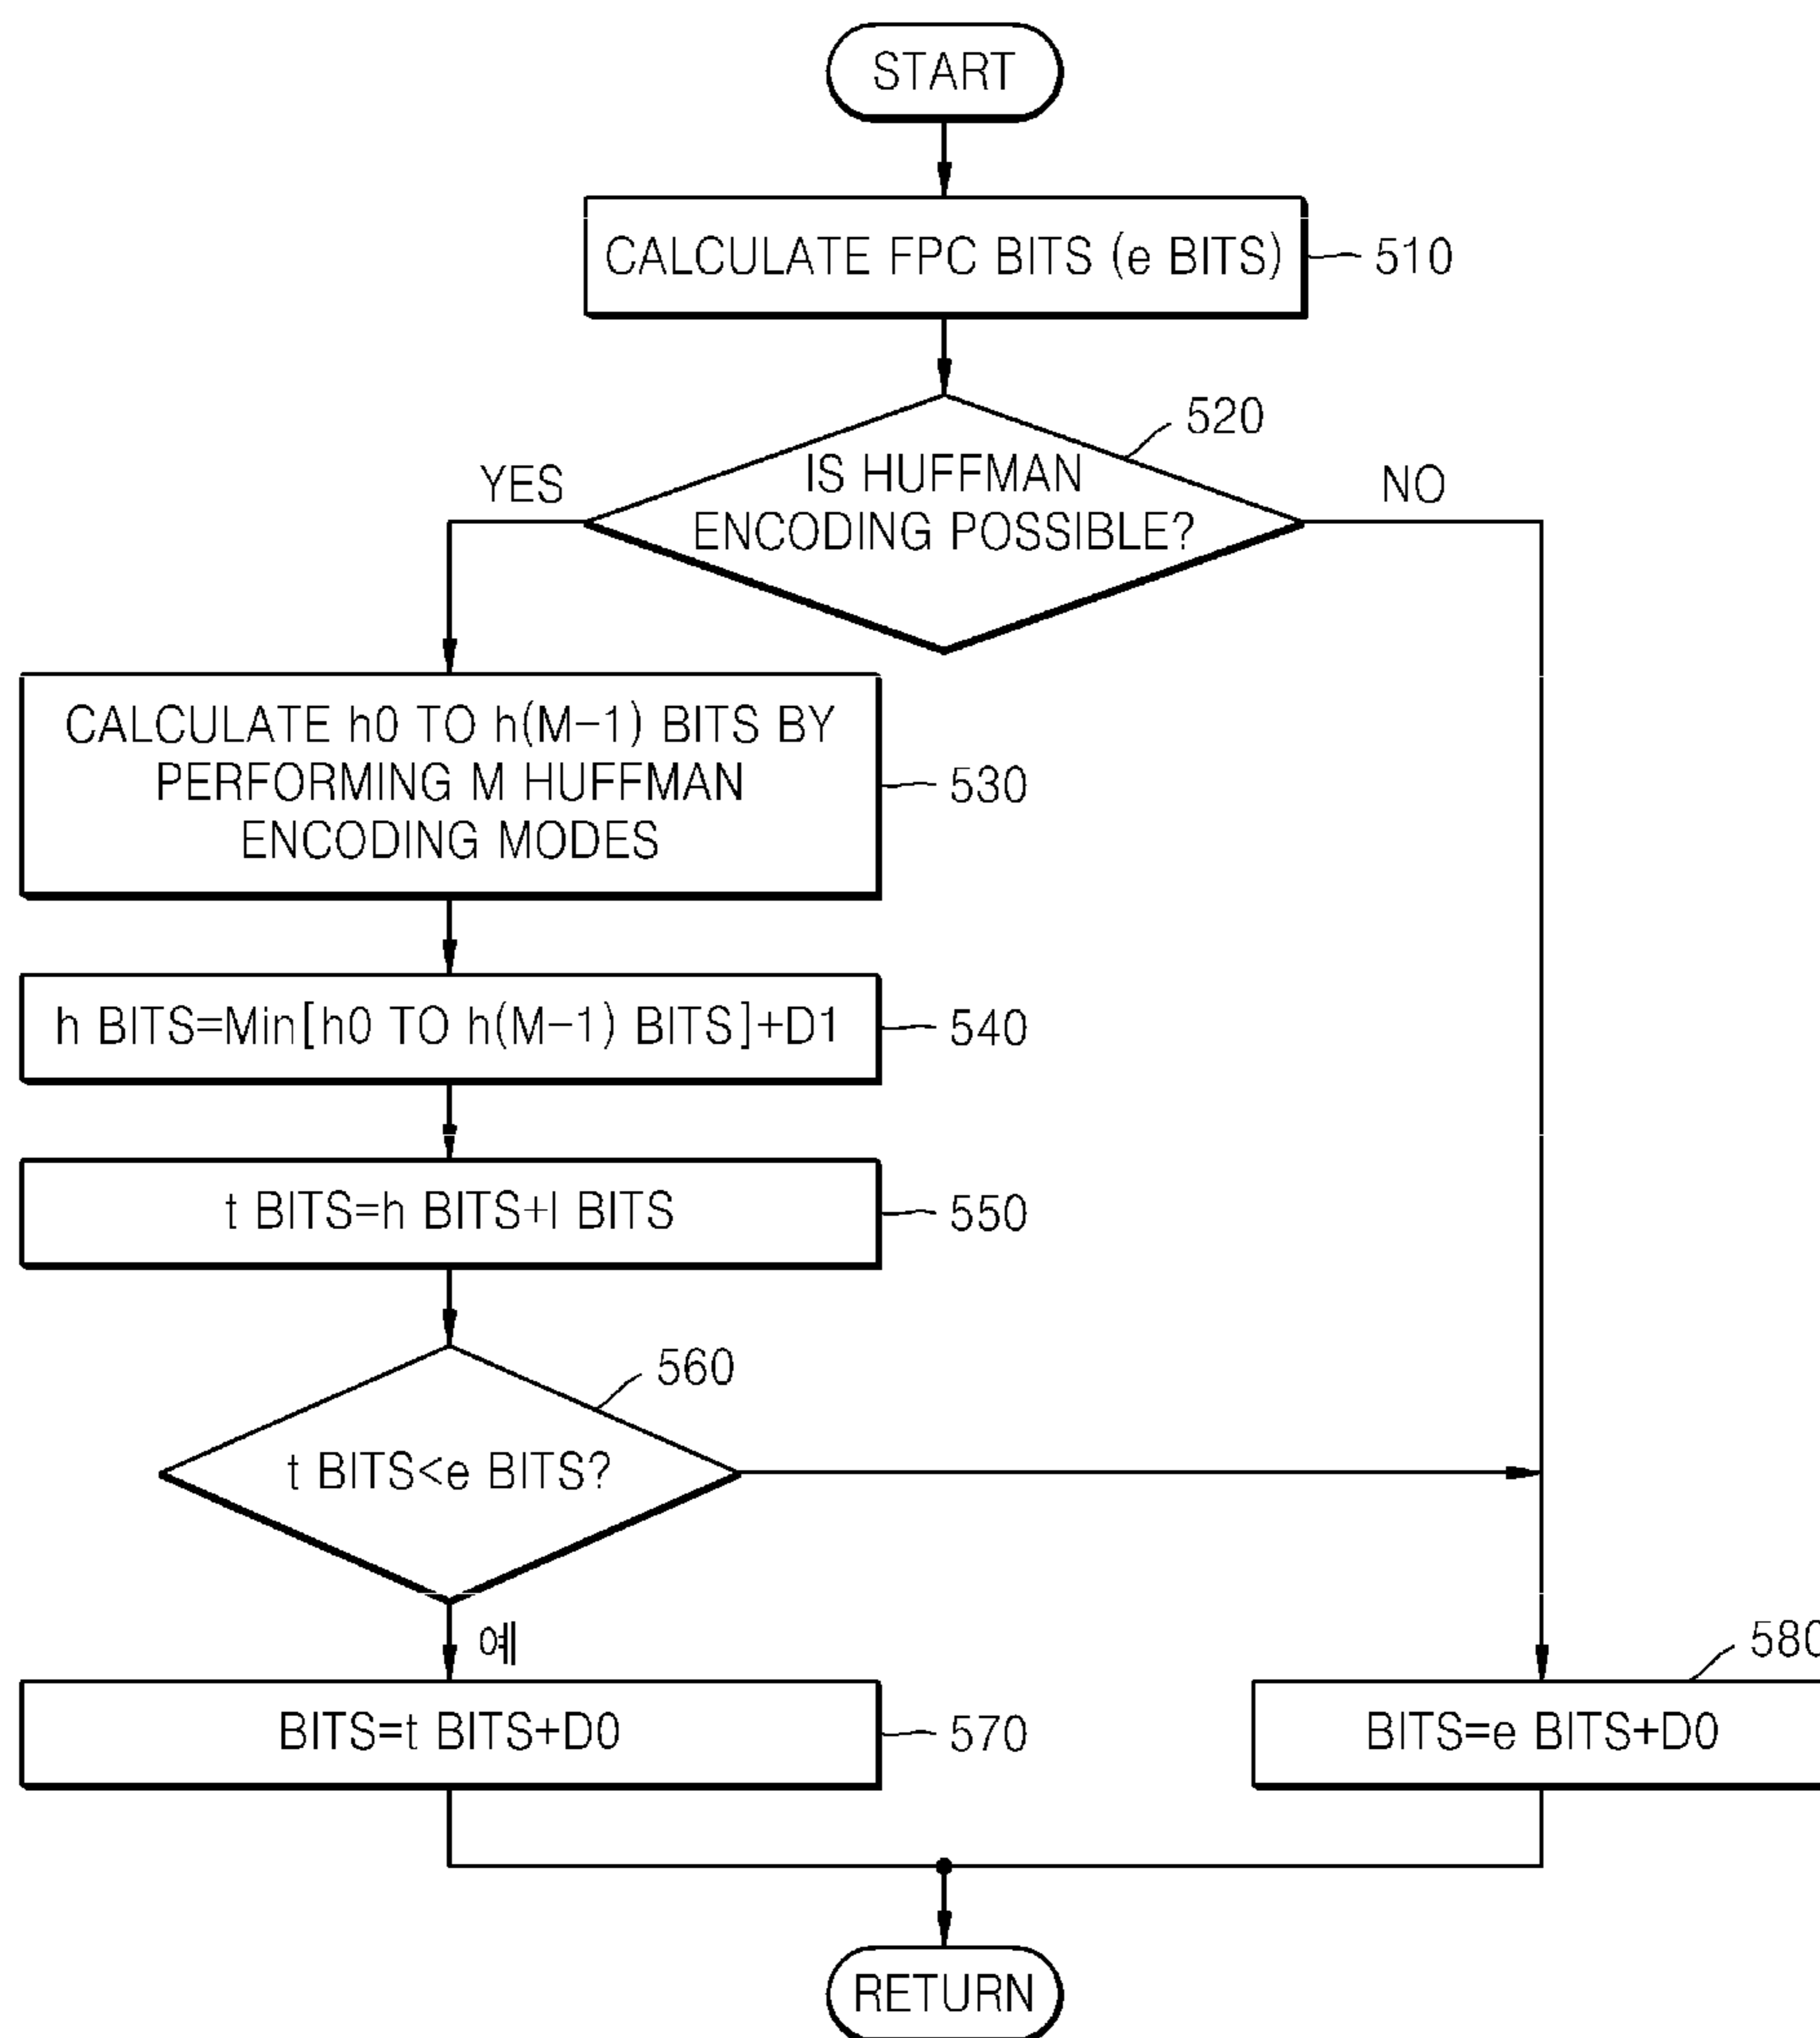 START
CALCULATE FPC BITS (e BITS)
510
520
YES
IS HUFFMAN
ENCODING POSSIBLE?
NO
CALCULATE h0 TO h(M-1) BITS BY
PERFORMING M HUFFMAN
ENCODING MODES
530
h BITS=Min[h0 TO h(M-1) BITS]+D1
540
t BITS=h BITS+l BITS
550
560
t BITS<e BITS?
예
580
BITS=t BITS+D0
570
BITS=e BITS+D0
RETURN